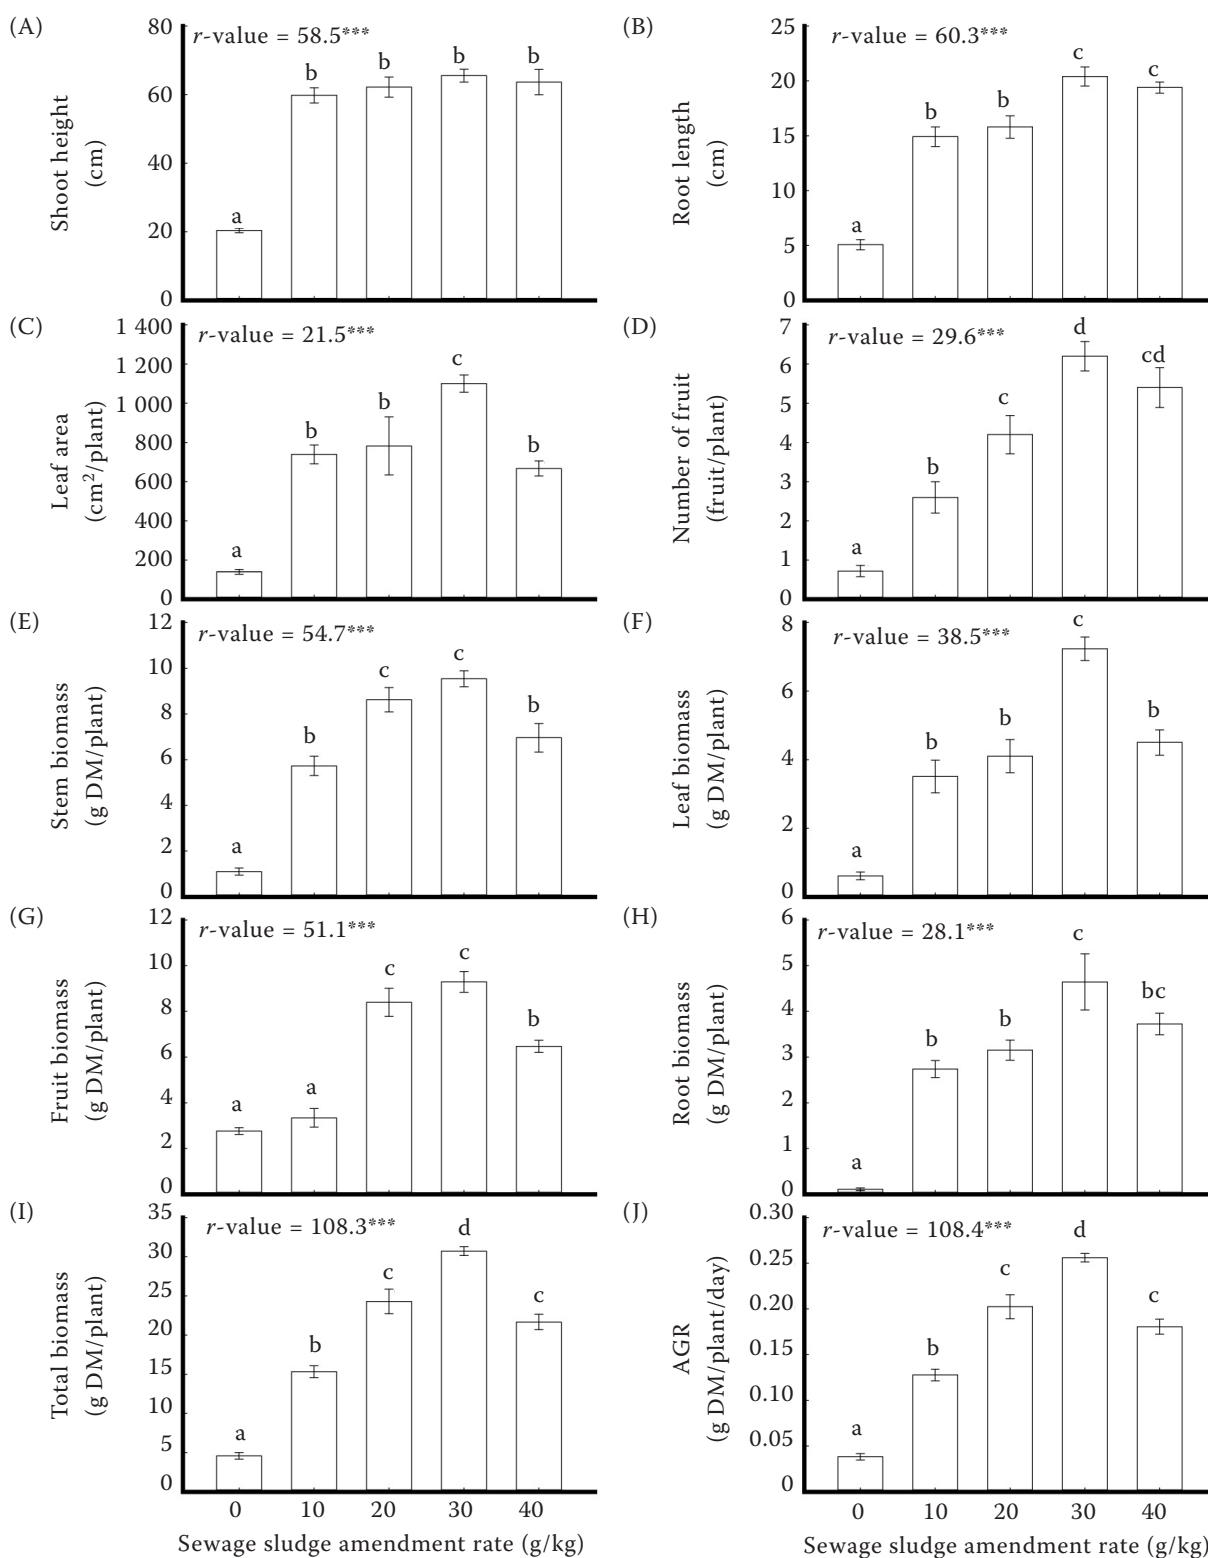 (A)
r-value = 58.5***
Shoot height
(cm)
80
60
40
20
0
a
b
b
b
b
(B)
r-value = 60.3***
Root length
(cm)
25
20
15
10
5
0
a
b
b
c
c
(C)
r-value = 21.5***
Leaf area
(cm²/plant)
1 400
1 200
1 000
800
600
400
200
0
a
b
b
c
b
(D)
r-value = 29.6***
Number of fruit
(fruit/plant)
7
6
5
4
3
2
1
0
a
b
c
d
cd
(E)
r-value = 54.7***
Stem biomass
(g DM/plant)
12
10
8
6
4
2
0
a
b
c
c
b
(F)
r-value = 38.5***
Leaf biomass
(g DM/plant)
8
6
4
2
0
a
b
b
c
b
(G)
r-value = 51.1***
Fruit biomass
(g DM/plant)
12
10
8
6
4
2
0
a
a
c
c
b
(H)
r-value = 28.1***
Root biomass
(g DM/plant)
6
5
4
3
2
1
0
a
b
b
c
bc
(I)
r-value = 108.3***
Total biomass
(g DM/plant)
35
30
25
20
15
10
5
0
a
b
c
d
c
0 10 20 30 40
Sewage sludge amendment rate (g/kg)
(J)
r-value = 108.4***
AGR
(g DM/plant/day)
0.30
0.25
0.20
0.15
0.10
0.05
0
a
b
c
d
c
0 10 20 30 40
Sewage sludge amendment rate (g/kg)